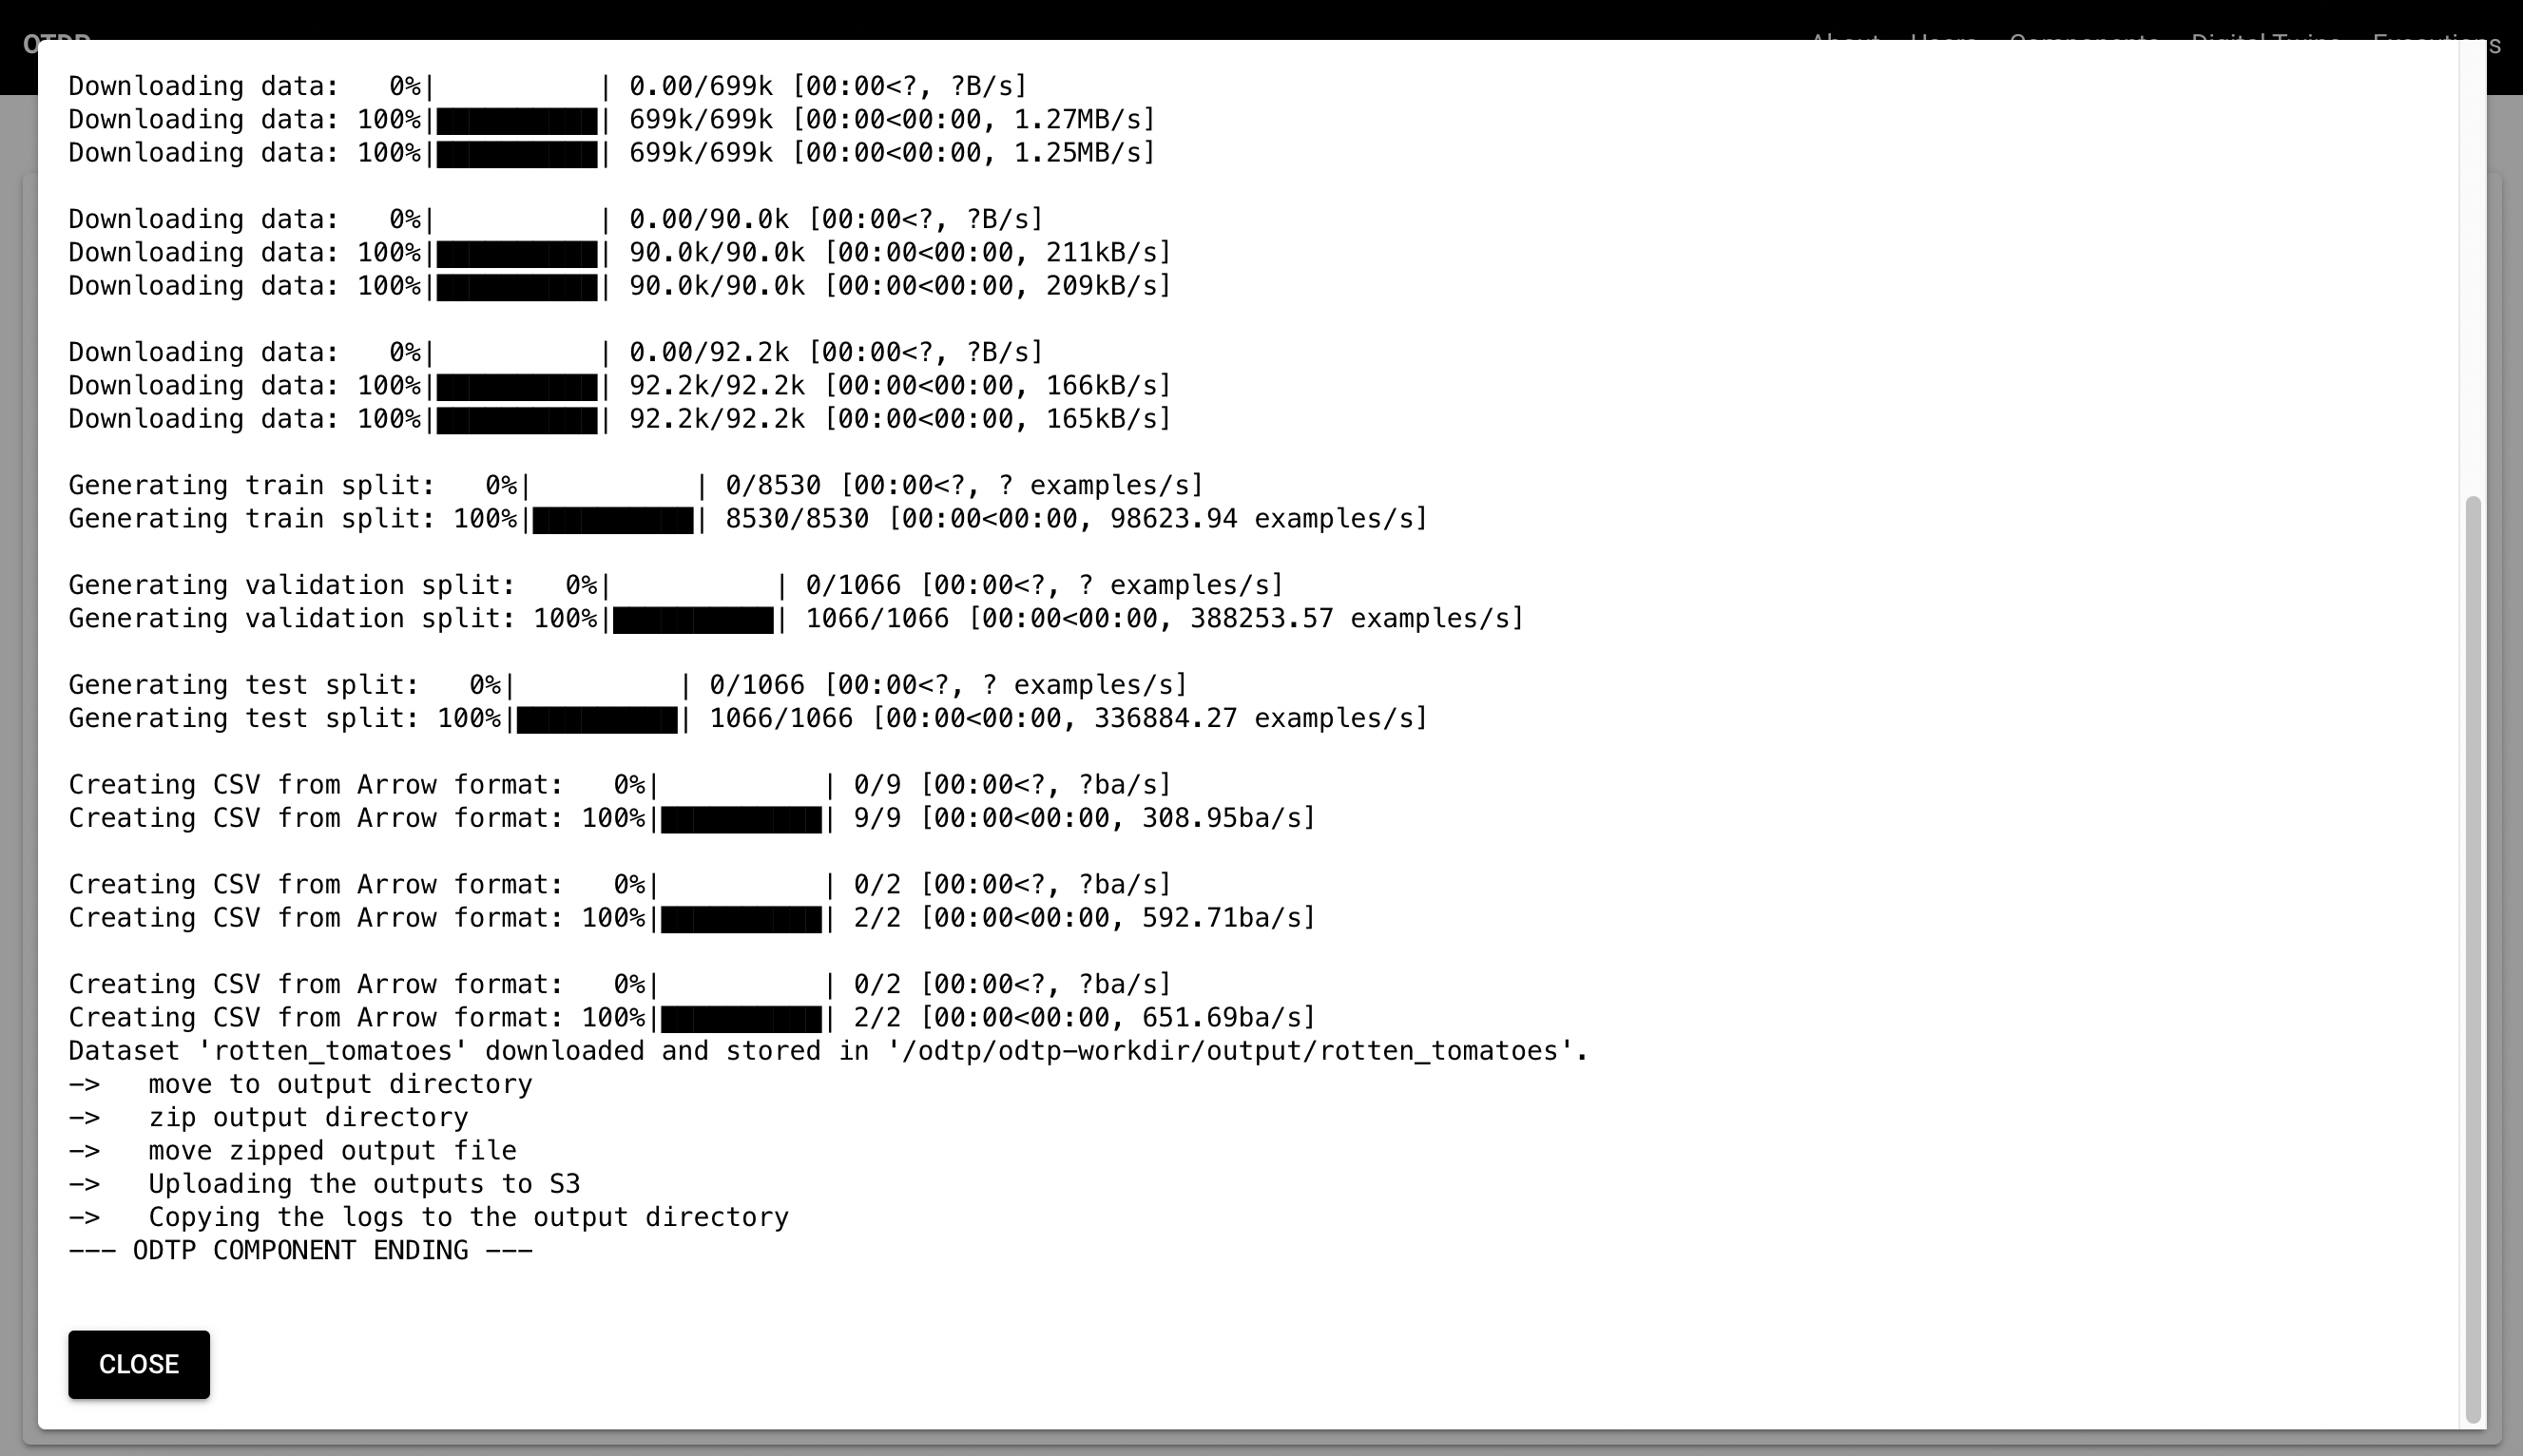 Downloading data:   0%|          | 0.00/699k [00:00<?, ?B/s]
Downloading data: 100%|██████████| 699k/699k [00:00<00:00, 1.27MB/s]
Downloading data: 100%|██████████| 699k/699k [00:00<00:00, 1.25MB/s]
Downloading data:   0%|          | 0.00/90.0k [00:00<?, ?B/s]
Downloading data: 100%|██████████| 90.0k/90.0k [00:00<00:00, 211kB/s]
Downloading data: 100%|██████████| 90.0k/90.0k [00:00<00:00, 209kB/s]
Downloading data:   0%|          | 0.00/92.2k [00:00<?, ?B/s]
Downloading data: 100%|██████████| 92.2k/92.2k [00:00<00:00, 166kB/s]
Downloading data: 100%|██████████| 92.2k/92.2k [00:00<00:00, 165kB/s]
Generating train split:   0%|          | 0/8530 [00:00<?, ? examples/s]
Generating train split: 100%|██████████| 8530/8530 [00:00<00:00, 98623.94 examples/s]
Generating validation split:   0%|          | 0/1066 [00:00<?, ? examples/s]
Generating validation split: 100%|██████████| 1066/1066 [00:00<00:00, 388253.57 examples/s]
Generating test split:   0%|          | 0/1066 [00:00<?, ? examples/s]
Generating test split: 100%|██████████| 1066/1066 [00:00<00:00, 336884.27 examples/s]
Creating CSV from Arrow format:   0%|          | 0/9 [00:00<?, ?ba/s]
Creating CSV from Arrow format: 100%|██████████| 9/9 [00:00<00:00, 308.95ba/s]
Creating CSV from Arrow format:   0%|          | 0/2 [00:00<?, ?ba/s]
Creating CSV from Arrow format: 100%|██████████| 2/2 [00:00<00:00, 592.71ba/s]
Creating CSV from Arrow format:   0%|          | 0/2 [00:00<?, ?ba/s]
Creating CSV from Arrow format: 100%|██████████| 2/2 [00:00<00:00, 651.69ba/s]
Dataset 'rotten_tomatoes' downloaded and stored in '/odtp/odtp-workdir/output/rotten_tomatoes'.
->   move to output directory
->   zip output directory
->   move zipped output file
->   Uploading the outputs to S3
->   Copying the logs to the output directory
--- ODTP COMPONENT ENDING ---
CLOSE